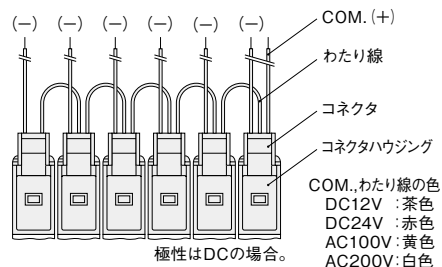 (−) (−) (−) (−) (−) (−)
COM.(+)
わたり線
コネクタ
コネクタハウジング
COM.,わたり線の色
DC12V :茶色
DC24V :赤色
AC100V:黄色
AC200V:白色
極性はDCの場合。